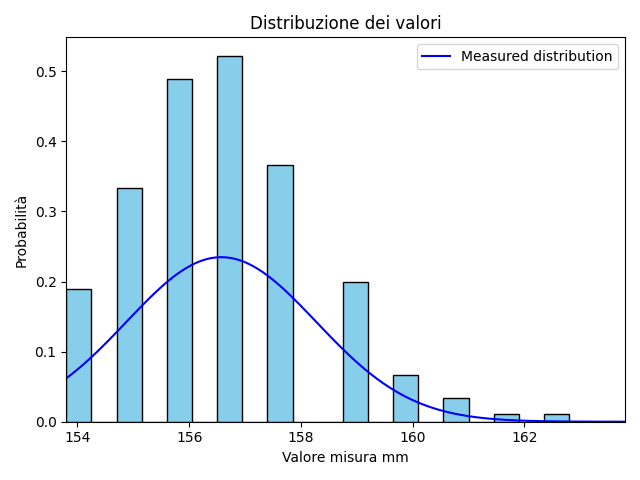 Distribuzione dei valori
Measured distribution
0.5
0.4
0.3
0.2
0.1
0.0
Probabilità
154 156 158 160 162
Valore misura mm